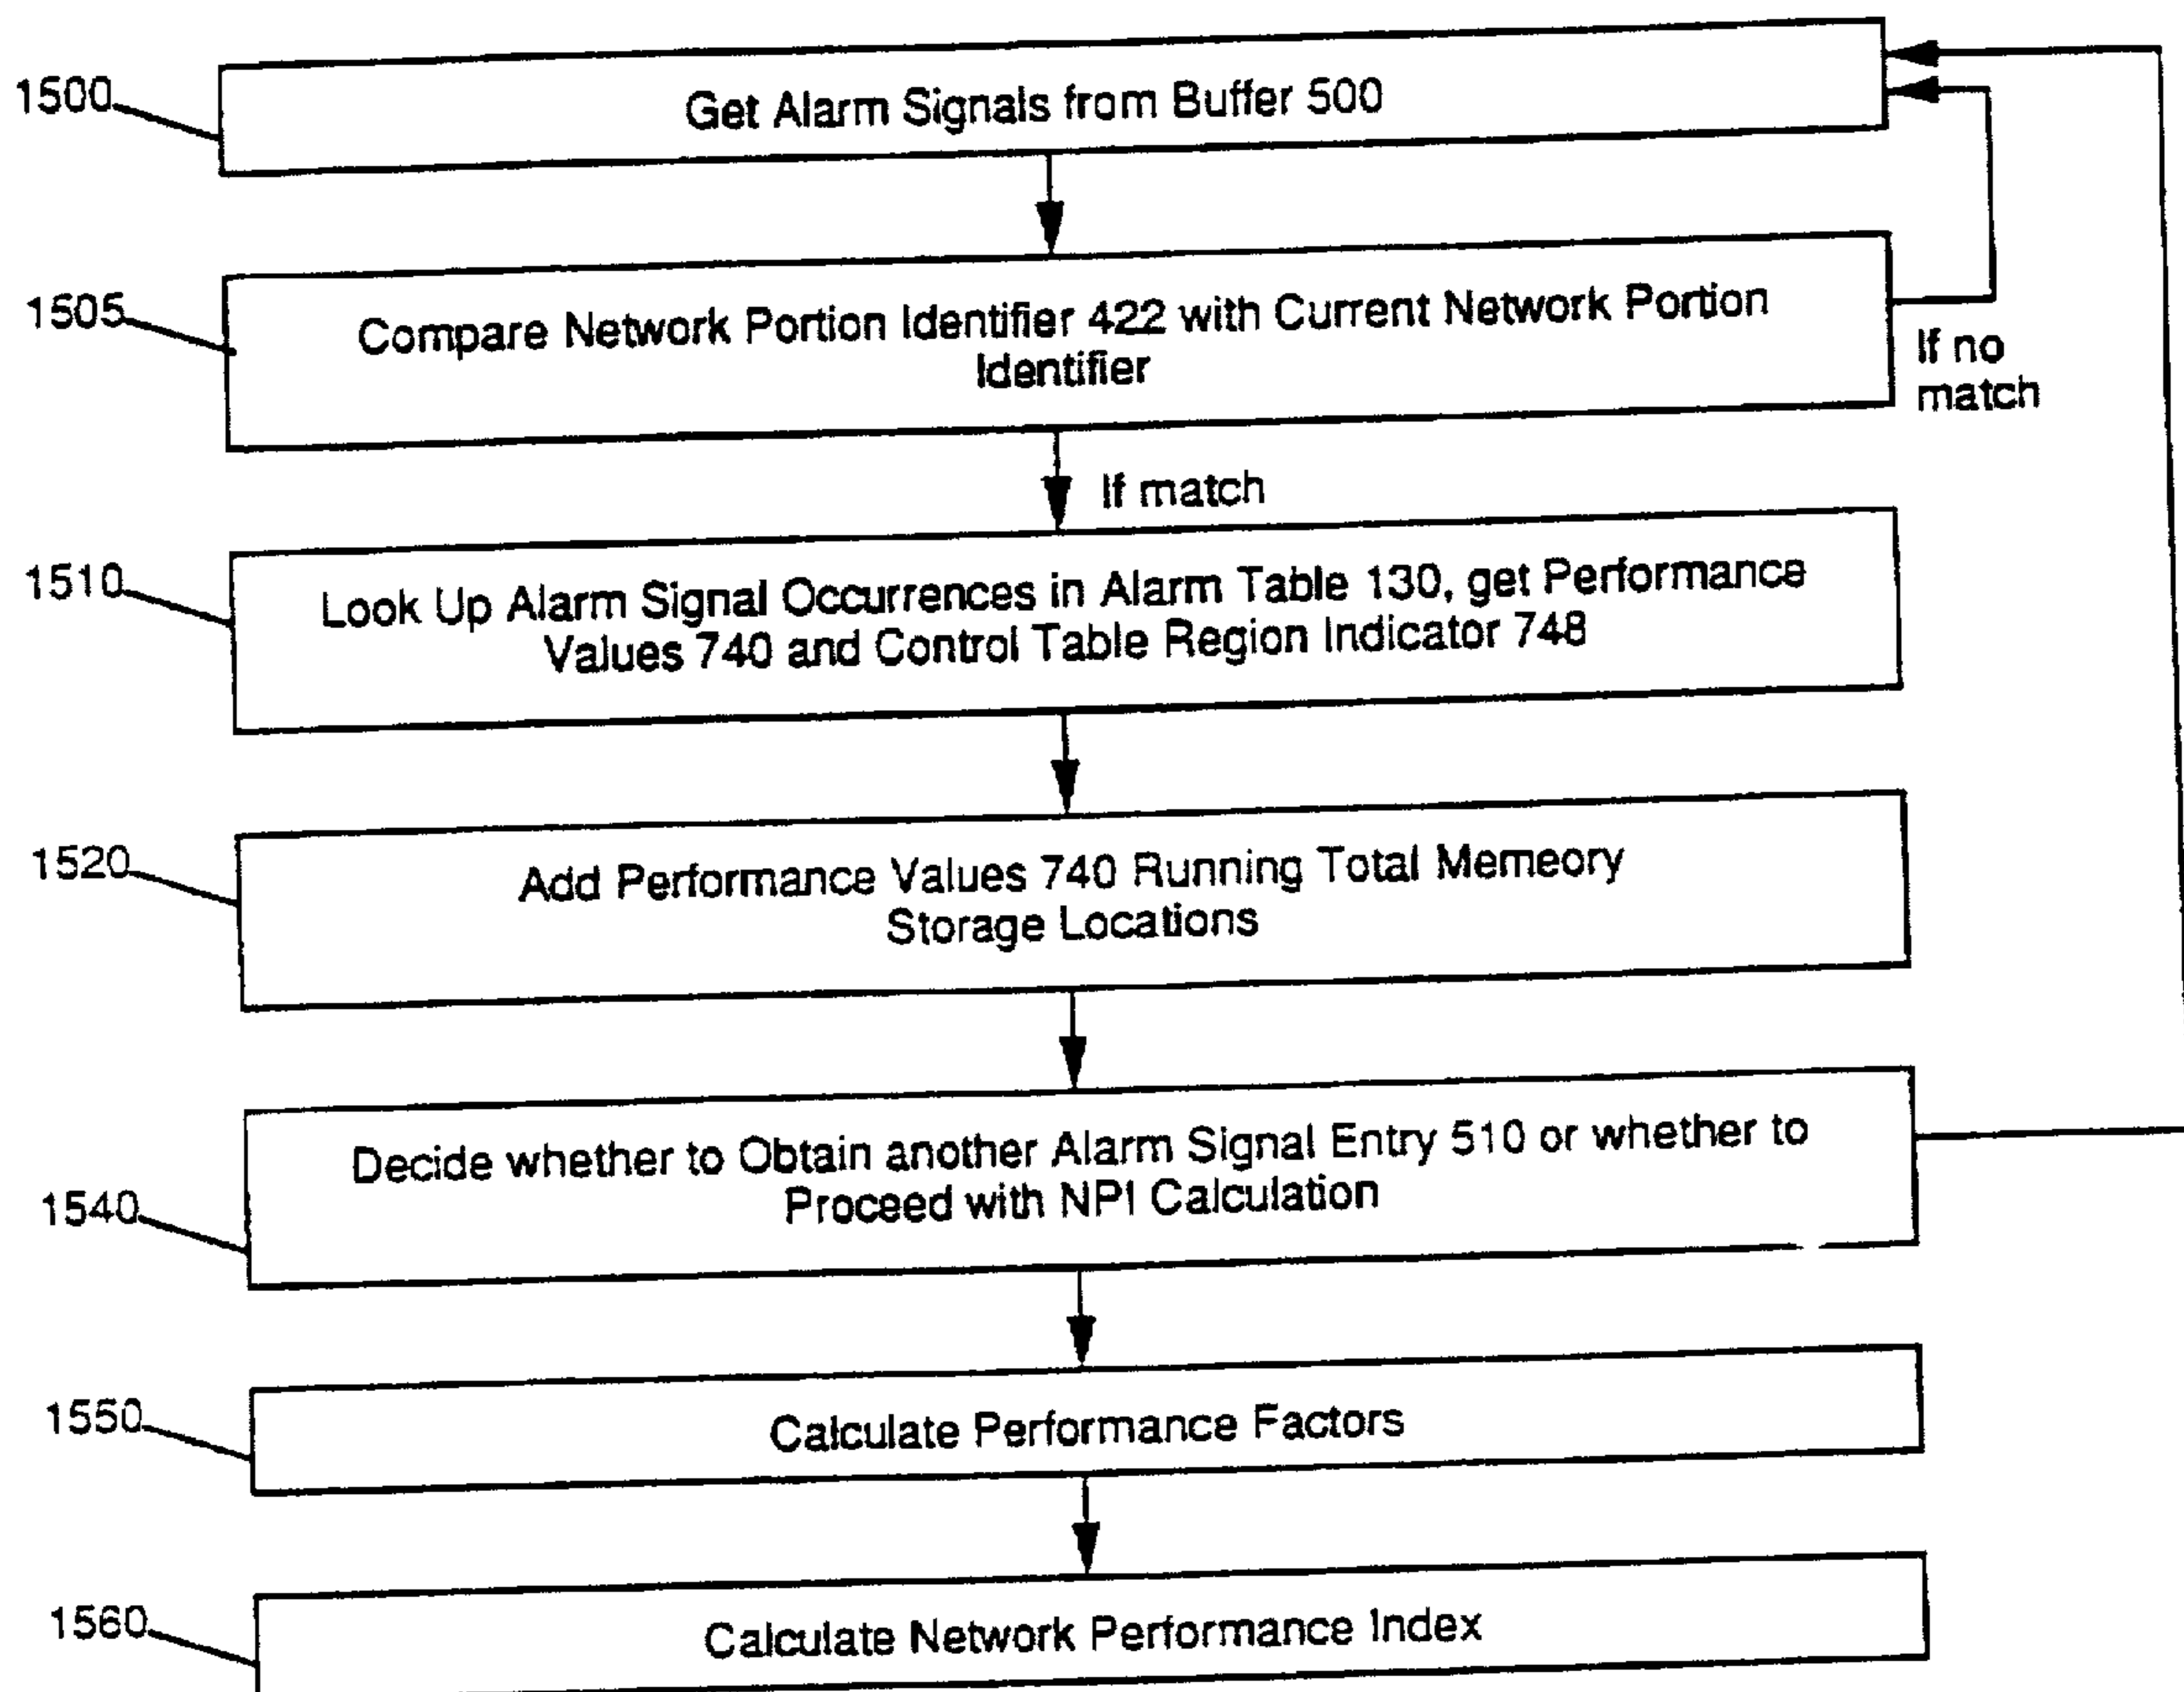 1500
Get Alarm Signals from Buffer 500
1505
Compare Network Portion Identifier 422 with Current Network Portion
Identifier
If no
match
If match
1510
Look Up Alarm Signal Occurrences in Alarm Table 130, get Performance
Values 740 and Control Table Region Indicator 748
1520
Add Performance Values 740 Running Total Memeory
Storage Locations
1540
Decide whether to Obtain another Alarm Signal Entry 510 or whether to
Proceed with NPI Calculation
1550
Calculate Performance Factors
1560
Calculate Network Performance Index